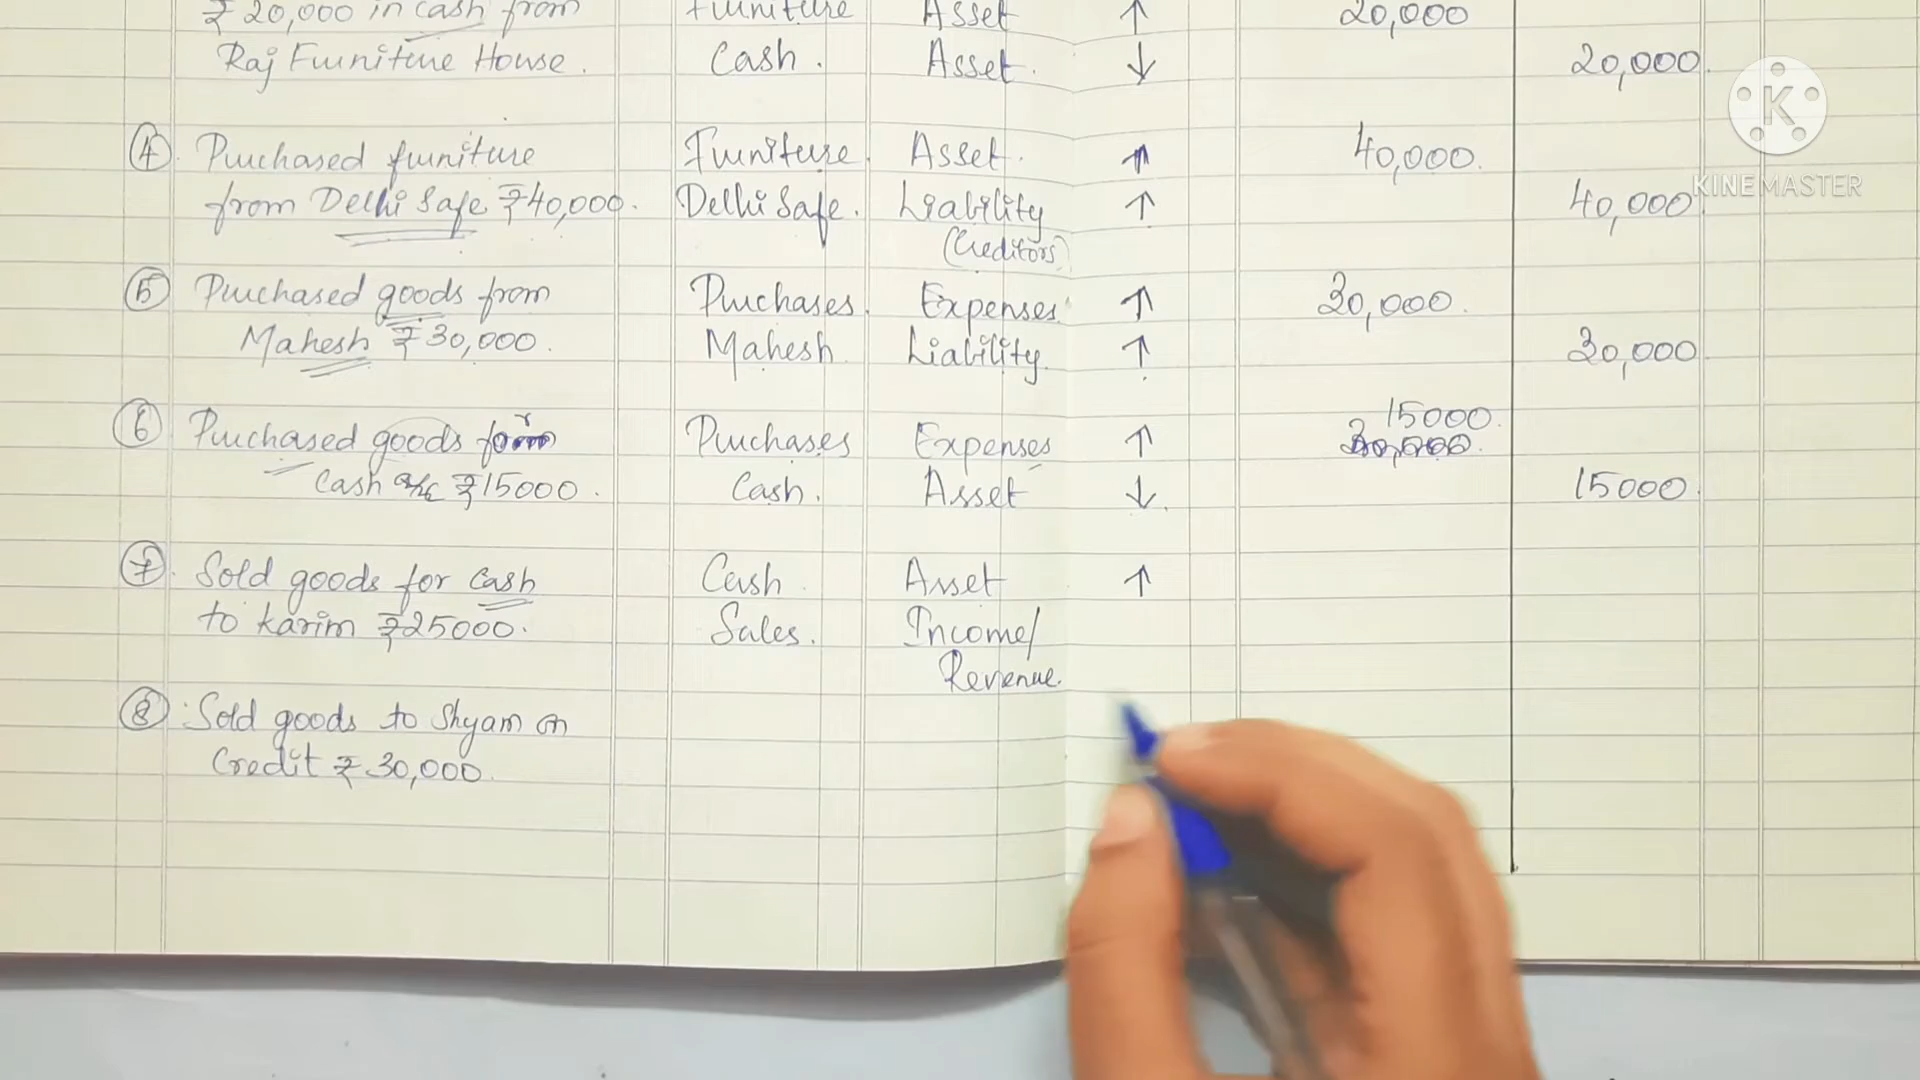 ₹ 20,000 in cash from Furniture Asset ↑ 20,000
Raj Furniture House. Cash. Asset. ↓ 20,000.
④. Purchased furniture Furniture. Asset. ↑ 40,000.
from Delhi Safe ₹40,000. Delhi Safe. Liability ↑ 40,000
(Creditors)
⑤ Purchased goods from Purchases. Expenses ↑ 30,000.
Mahesh ₹30,000. Mahesh Liability. ↑ 30,000
15000.
⑥ Purchased goods for Purchases Expenses ↑ 30,000.
Cash a/c ₹15000. Cash. Asset ↓. 15000.
⑦. Sold goods for Cash Cash. Asset ↑
to Karim ₹25000. Sales. Income/
Revenue.
⑧. Sold goods to Shyam on
Credit ₹ 30,000.
K
KINEMASTER